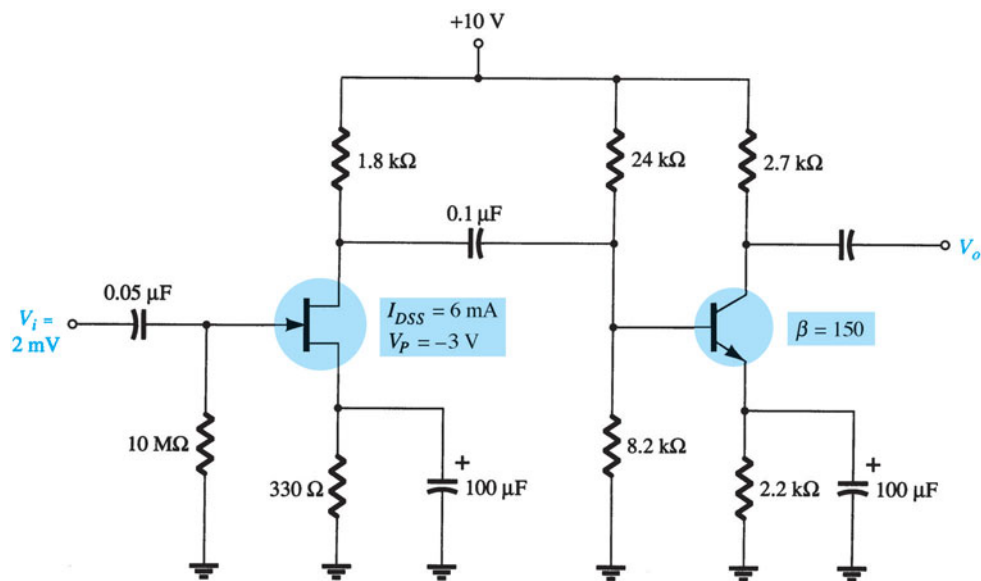 +10 V
1.8 kΩ
24 kΩ
2.7 kΩ
0.1 μF
V_o
0.05 μF
V_i =
2 mV
I_DSS = 6 mA
V_P = −3 V
β = 150
10 MΩ
330 Ω
+
100 μF
8.2 kΩ
2.2 kΩ
+
100 μF